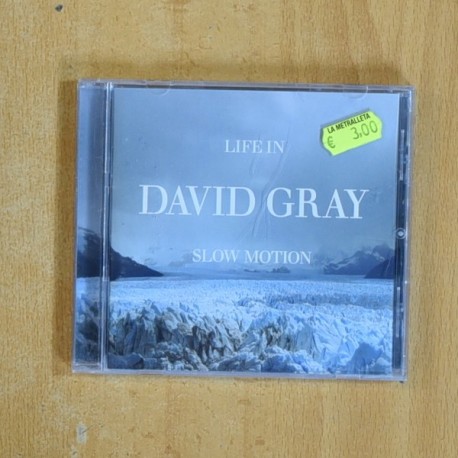 LA METRALLETA
€ 3,00
LIFE IN
DAVID GRAY
SLOW MOTION